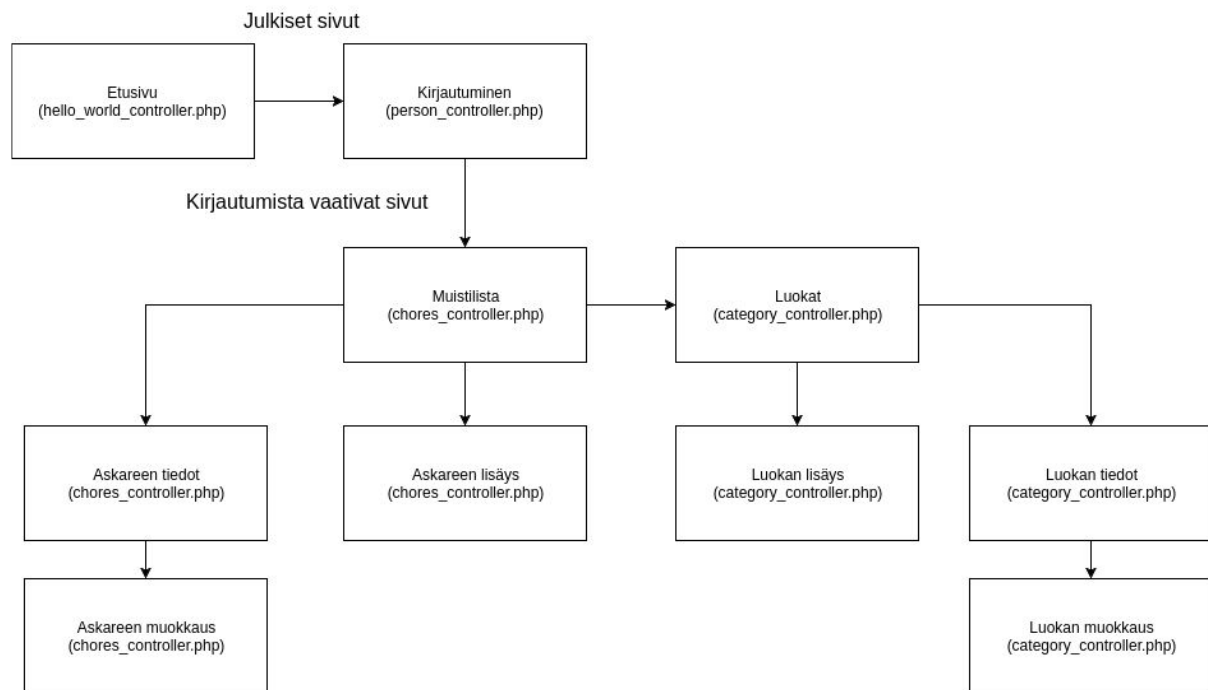 Julkiset sivut
Etusivu
(hello_world_controller.php)
Kirjautuminen
(person_controller.php)
Kirjautumista vaativat sivut
Muistilista
(chores_controller.php)
Luokat
(category_controller.php)
Askareen tiedot
(chores_controller.php)
Askareen lisäys
(chores_controller.php)
Luokan lisäys
(category_controller.php)
Luokan tiedot
(category_controller.php)
Askareen muokkaus
(chores_controller.php)
Luokan muokkaus
(category_controller.php)